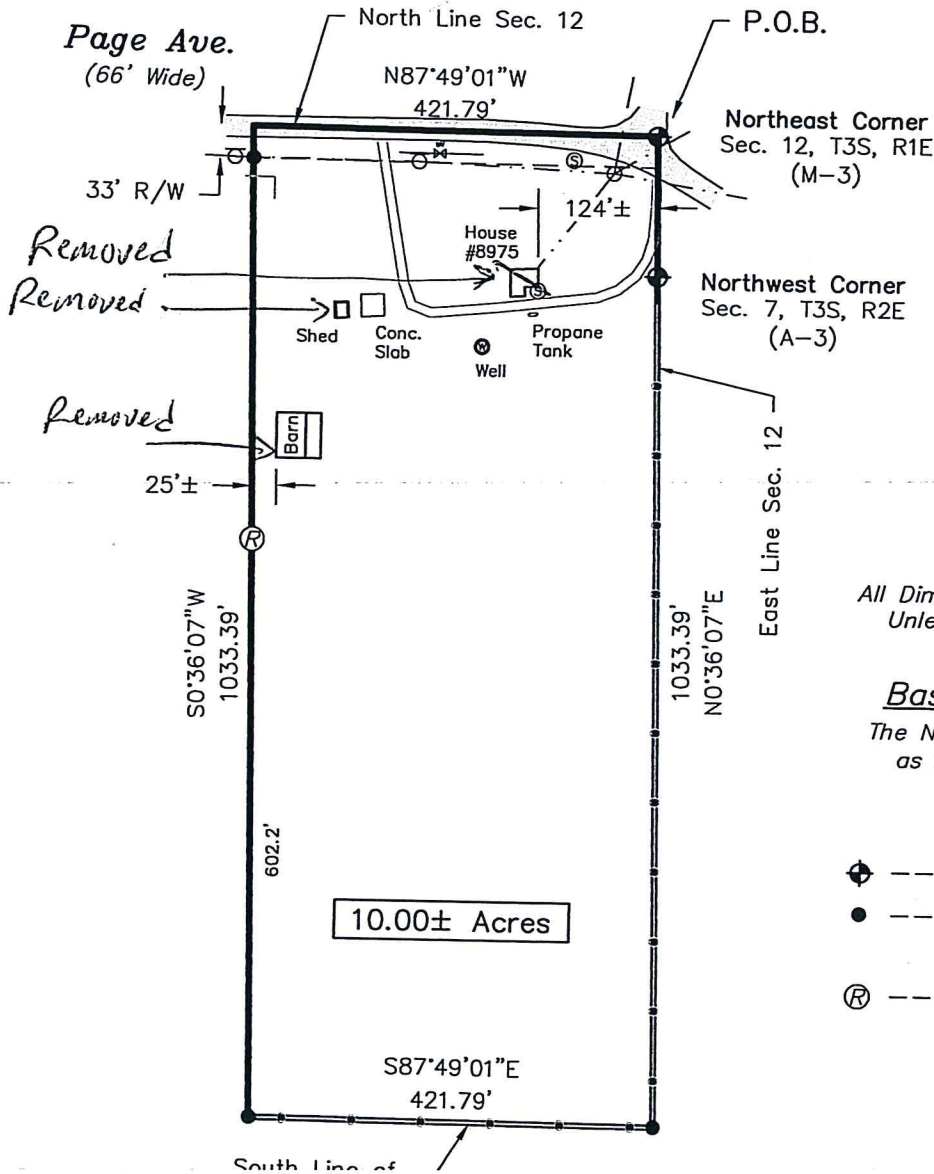 North Line Sec. 12
P.O.B.
Page Ave.
(66' Wide)
N87°49'01"W
421.79'
Northeast Corner
Sec. 12, T3S, R1E
(M-3)
33' R/W
S
124'±
Removed
House
#8975
S
Northwest Corner
Sec. 7, T3S, R2E
(A-3)
Removed
Shed
Conc.
Slab
W
Well
Propane
Tank
Removed
Barn
25'±
East Line Sec. 12
R
S0°36'07"W
1033.39'
1033.39'
N0°36'07"E
All Dim
Unle
Bas
The N
as
602.2'
10.00± Acres
R
S87°49'01"E
421.79'
South Line of